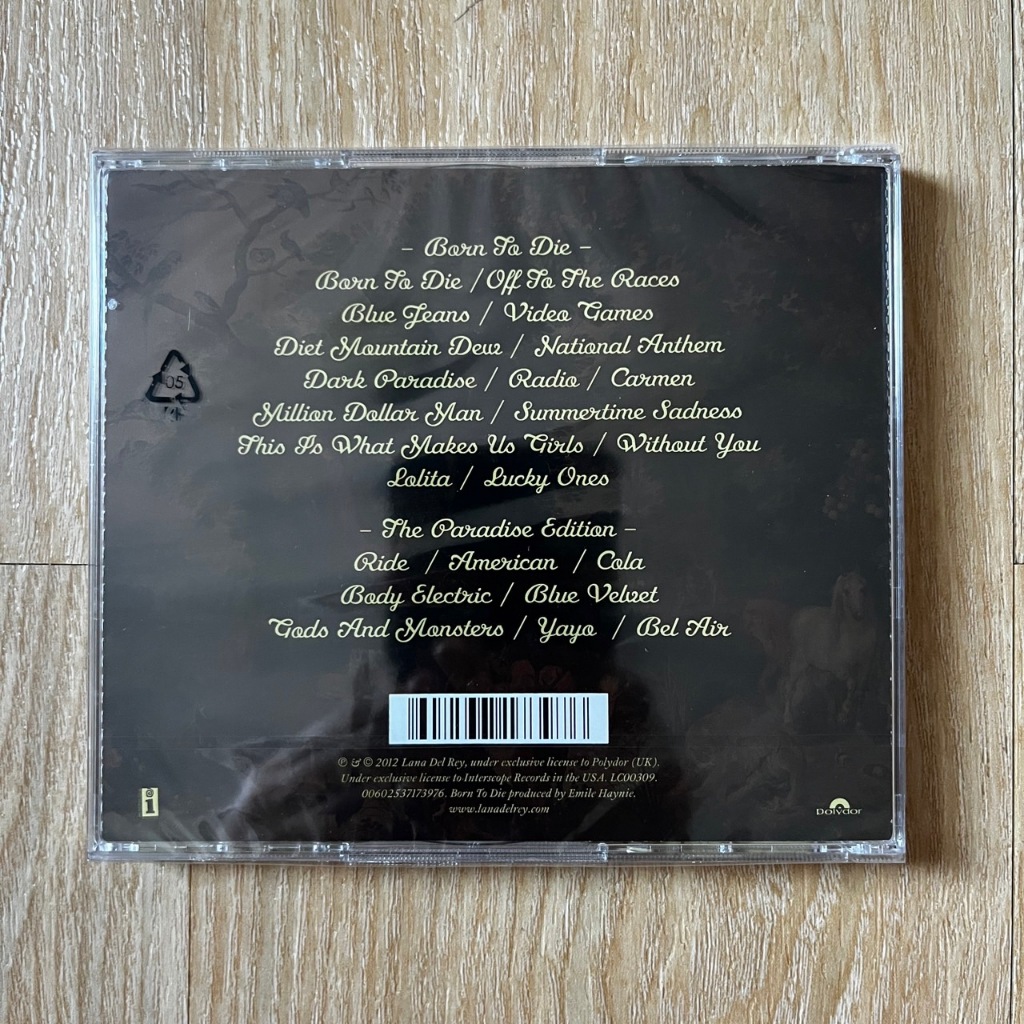 – Born To Die –
Born To Die / Off To The Races
Blue Jeans / Video Games
Diet Mountain Dew / National Anthem
Dark Paradise / Radio / Carmen
Million Dollar Man / Summertime Sadness
This Is What Makes Us Girls / Without You
Lolita / Lucky Ones
– The Paradise Edition –
Ride / American / Cola
Body Electric / Blue Velvet
Gods And Monsters / Yayo / Bel Air
05
℗ & © 2012 Lana Del Rey, under exclusive license to Polydor (UK).
Under exclusive license to Interscope Records in the USA. LC00309.
00602537173976. Born To Die produced by Emile Haynie.
www.lanadelrey.com
i
Polydor